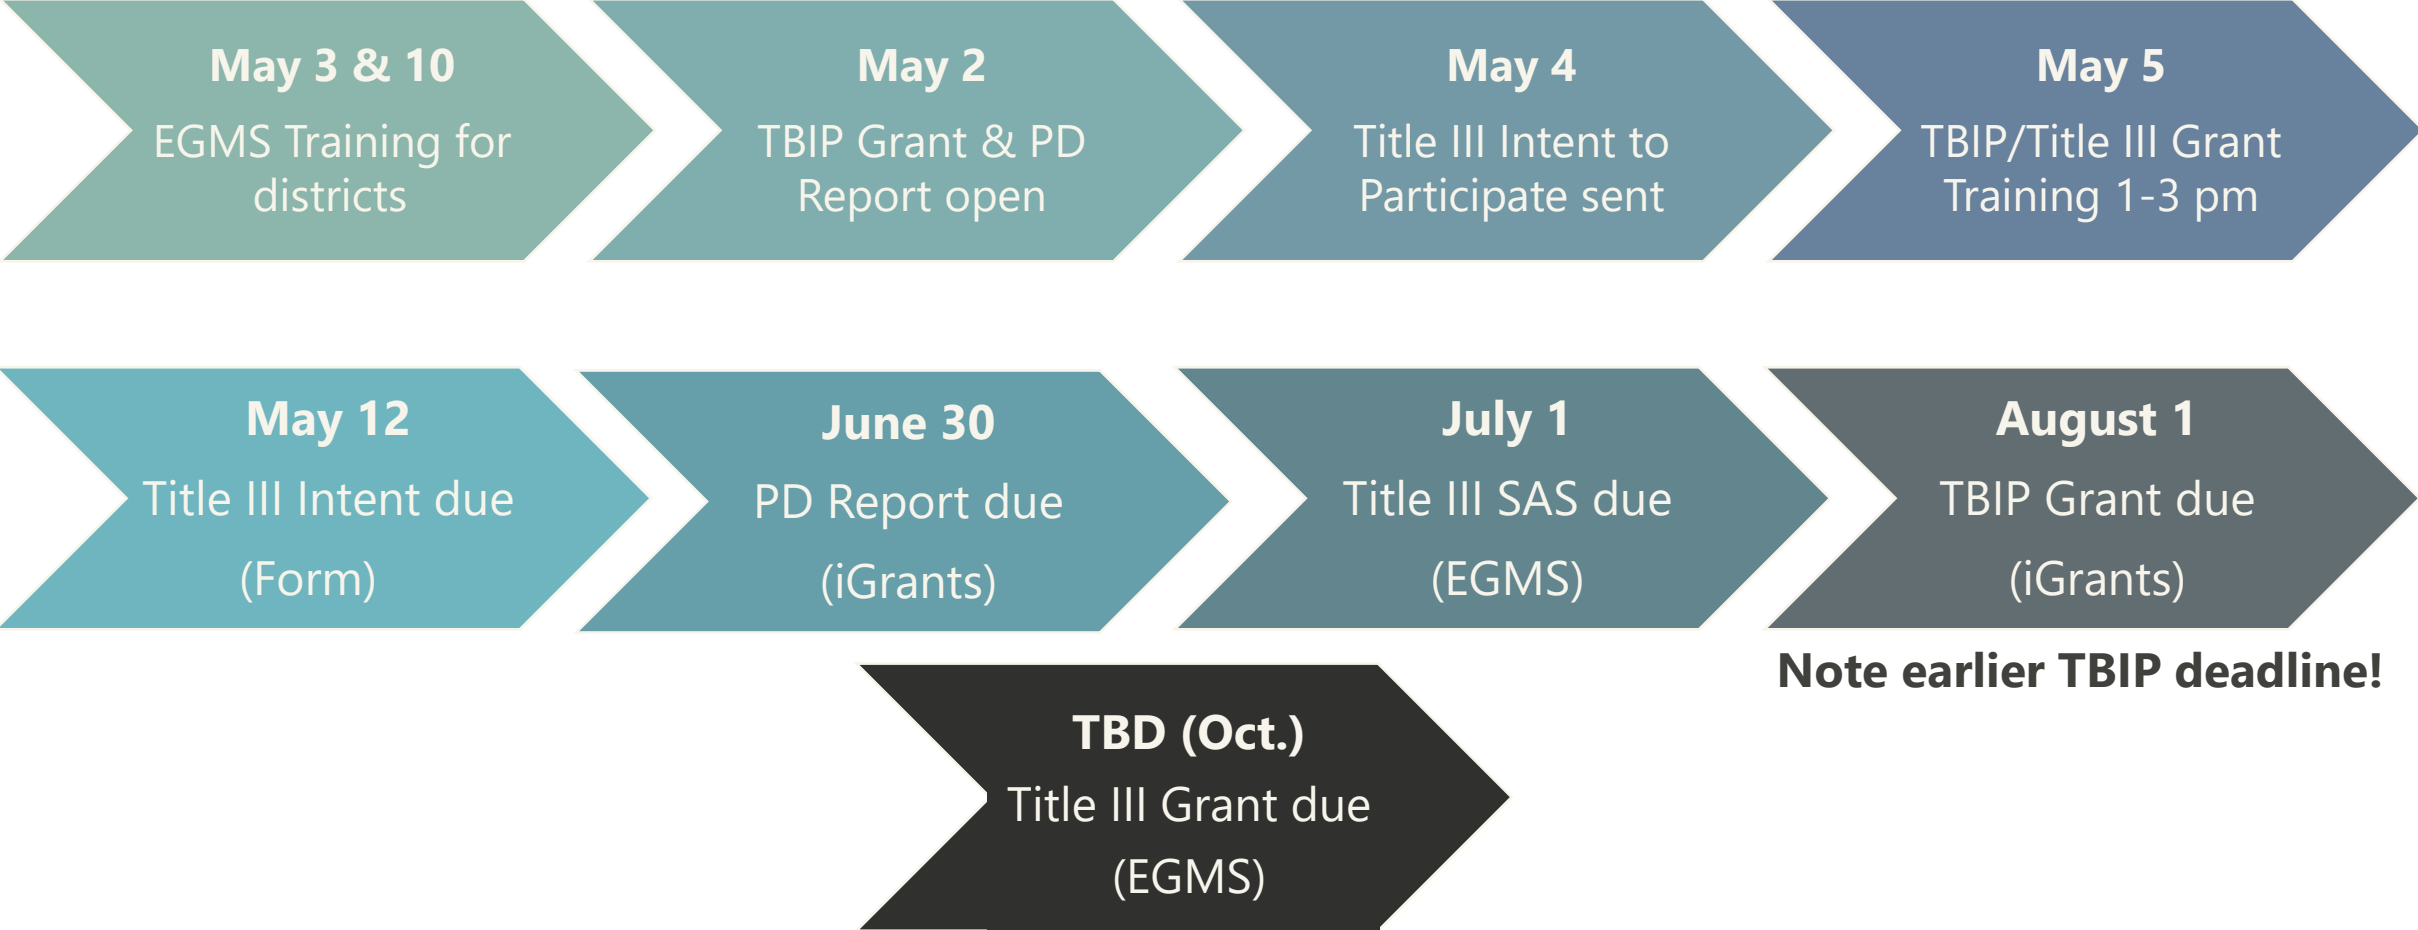 May 3 & 10
EGMS Training for
districts
May 2
TBIP Grant & PD
Report open
May 4
Title III Intent to
Participate sent
May 5
TBIP/Title III Grant
Training 1-3 pm
May 12
Title III Intent due
(Form)
June 30
PD Report due
(iGrants)
July 1
Title III SAS due
(EGMS)
August 1
TBIP Grant due
(iGrants)
Note earlier TBIP deadline!
TBD (Oct.)
Title III Grant due
(EGMS)